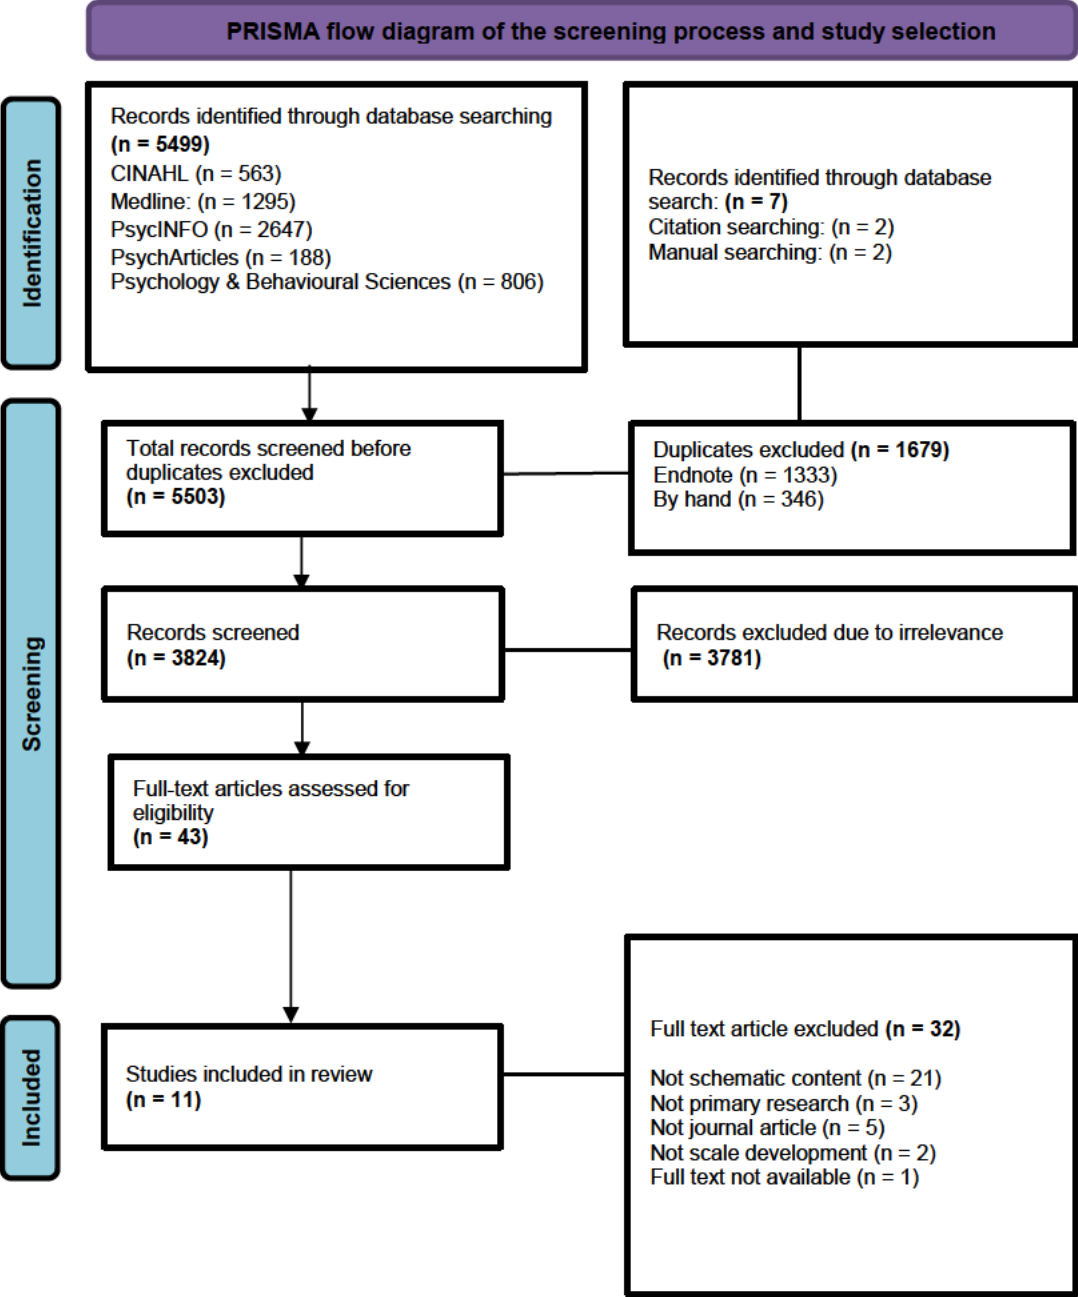 PRISMA flow diagram of the screening process and study selection
Identification
Records identified through database searching
(n = 5499)
CINAHL (n = 563)
Medline: (n = 1295)
PsycINFO (n = 2647)
PsychArticles (n = 188)
Psychology & Behavioural Sciences (n = 806)
Records identified through database
search: (n = 7)
Citation searching: (n = 2)
Manual searching: (n = 2)
Screening
Total records screened before
duplicates excluded
(n = 5503)
Duplicates excluded (n = 1679)
Endnote (n = 1333)
By hand (n = 346)
Records screened
(n = 3824)
Records excluded due to irrelevance
(n = 3781)
Full-text articles assessed for
eligibility
(n = 43)
Included
Studies included in review
(n = 11)
Full text article excluded (n = 32)
Not schematic content (n = 21)
Not primary research (n = 3)
Not journal article (n = 5)
Not scale development (n = 2)
Full text not available (n = 1)